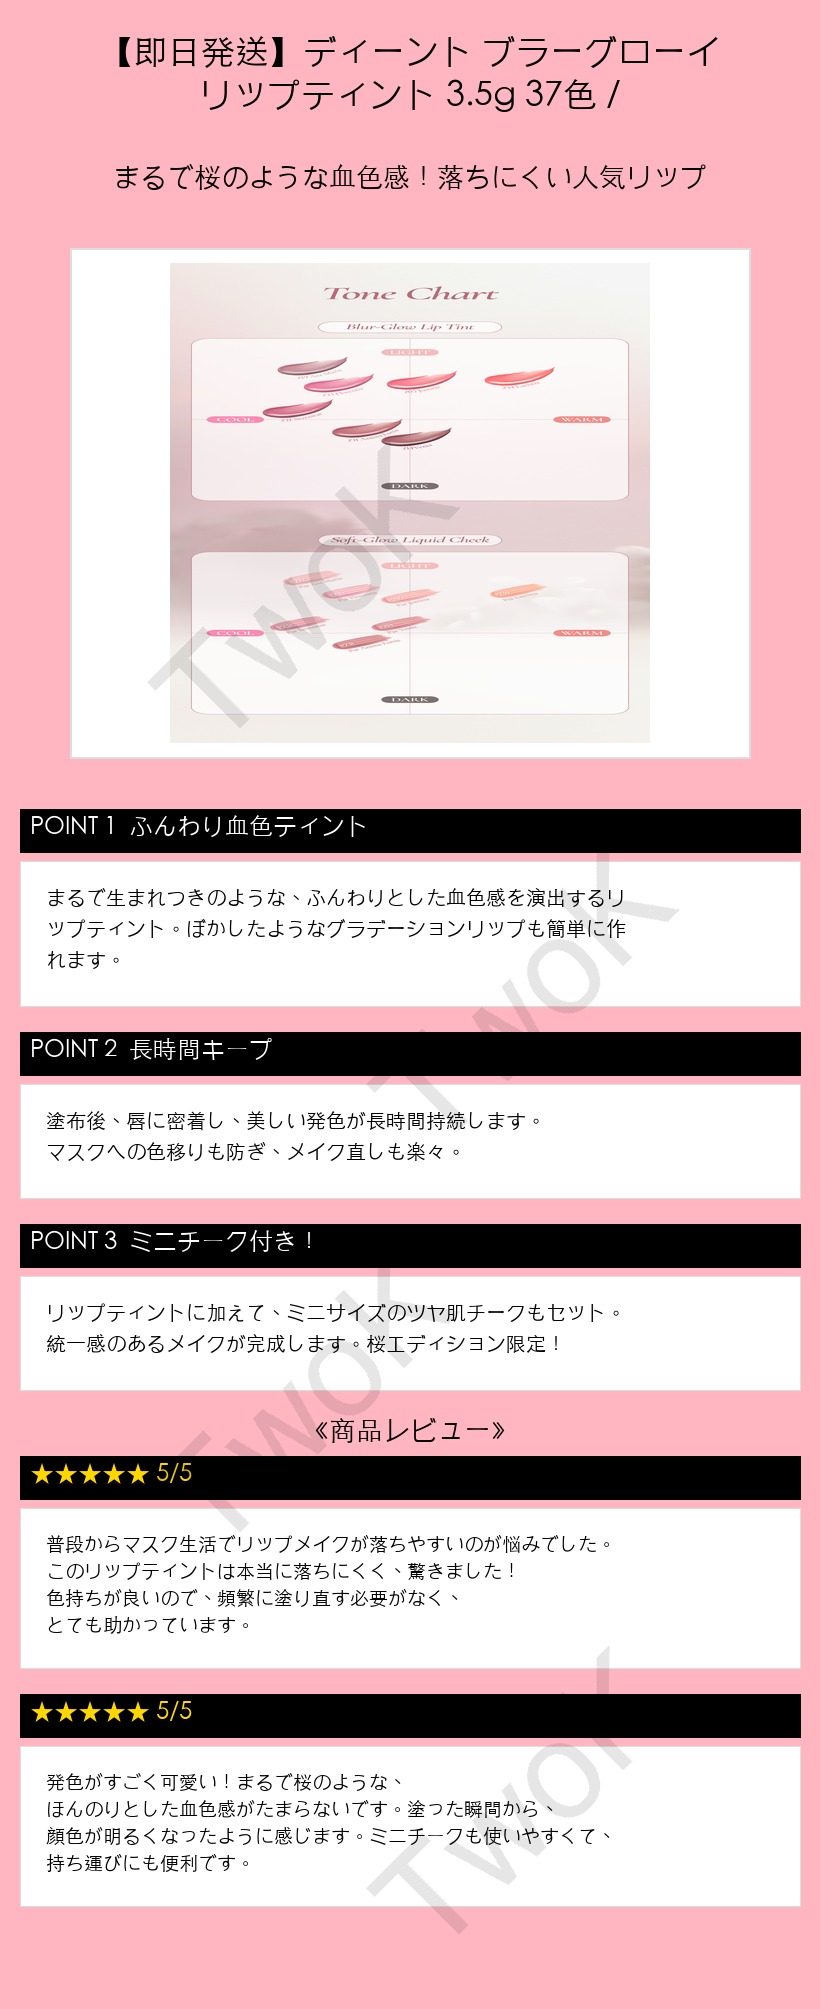 【即日発送】ディーント ブラーグローイ
リップティント 3.5g 37色 /
まるで桜のような血色感！落ちにくい人気リップ
Tone Chart
Blur-Glow Lip Tint
LIGHT
COOL
WARM
DARK
Soft-Glow Liquid Cheek
LIGHT
COOL
WARM
DARK
TwoK
POINT 1 ふんわり血色ティント
まるで生まれつきのような、ふんわりとした血色感を演出するリ
ップティント。ぼかしたようなグラデーションリップも簡単に作
れます。
TwoK
POINT 2 長時間キープ
塗布後、唇に密着し、美しい発色が長時間持続します。
マスクへの色移りも防ぎ、メイク直しも楽々。
POINT 3 ミニチーク付き！
リップティントに加えて、ミニサイズのツヤ肌チークもセット。
統一感のあるメイクが完成します。桜エディション限定！
TwoK
《商品レビュー》
★★★★★ 5/5
普段からマスク生活でリップメイクが落ちやすいのが悩みでした。
このリップティントは本当に落ちにくく、驚きました！
色持ちが良いので、頻繁に塗り直す必要がなく、
とても助かっています。
★★★★★ 5/5
発色がすごく可愛い！まるで桜のような、
ほんのりとした血色感がたまらないです。塗った瞬間から、
顔色が明るくなったように感じます。ミニチークも使いやすくて、
持ち運びにも便利です。
TwoK